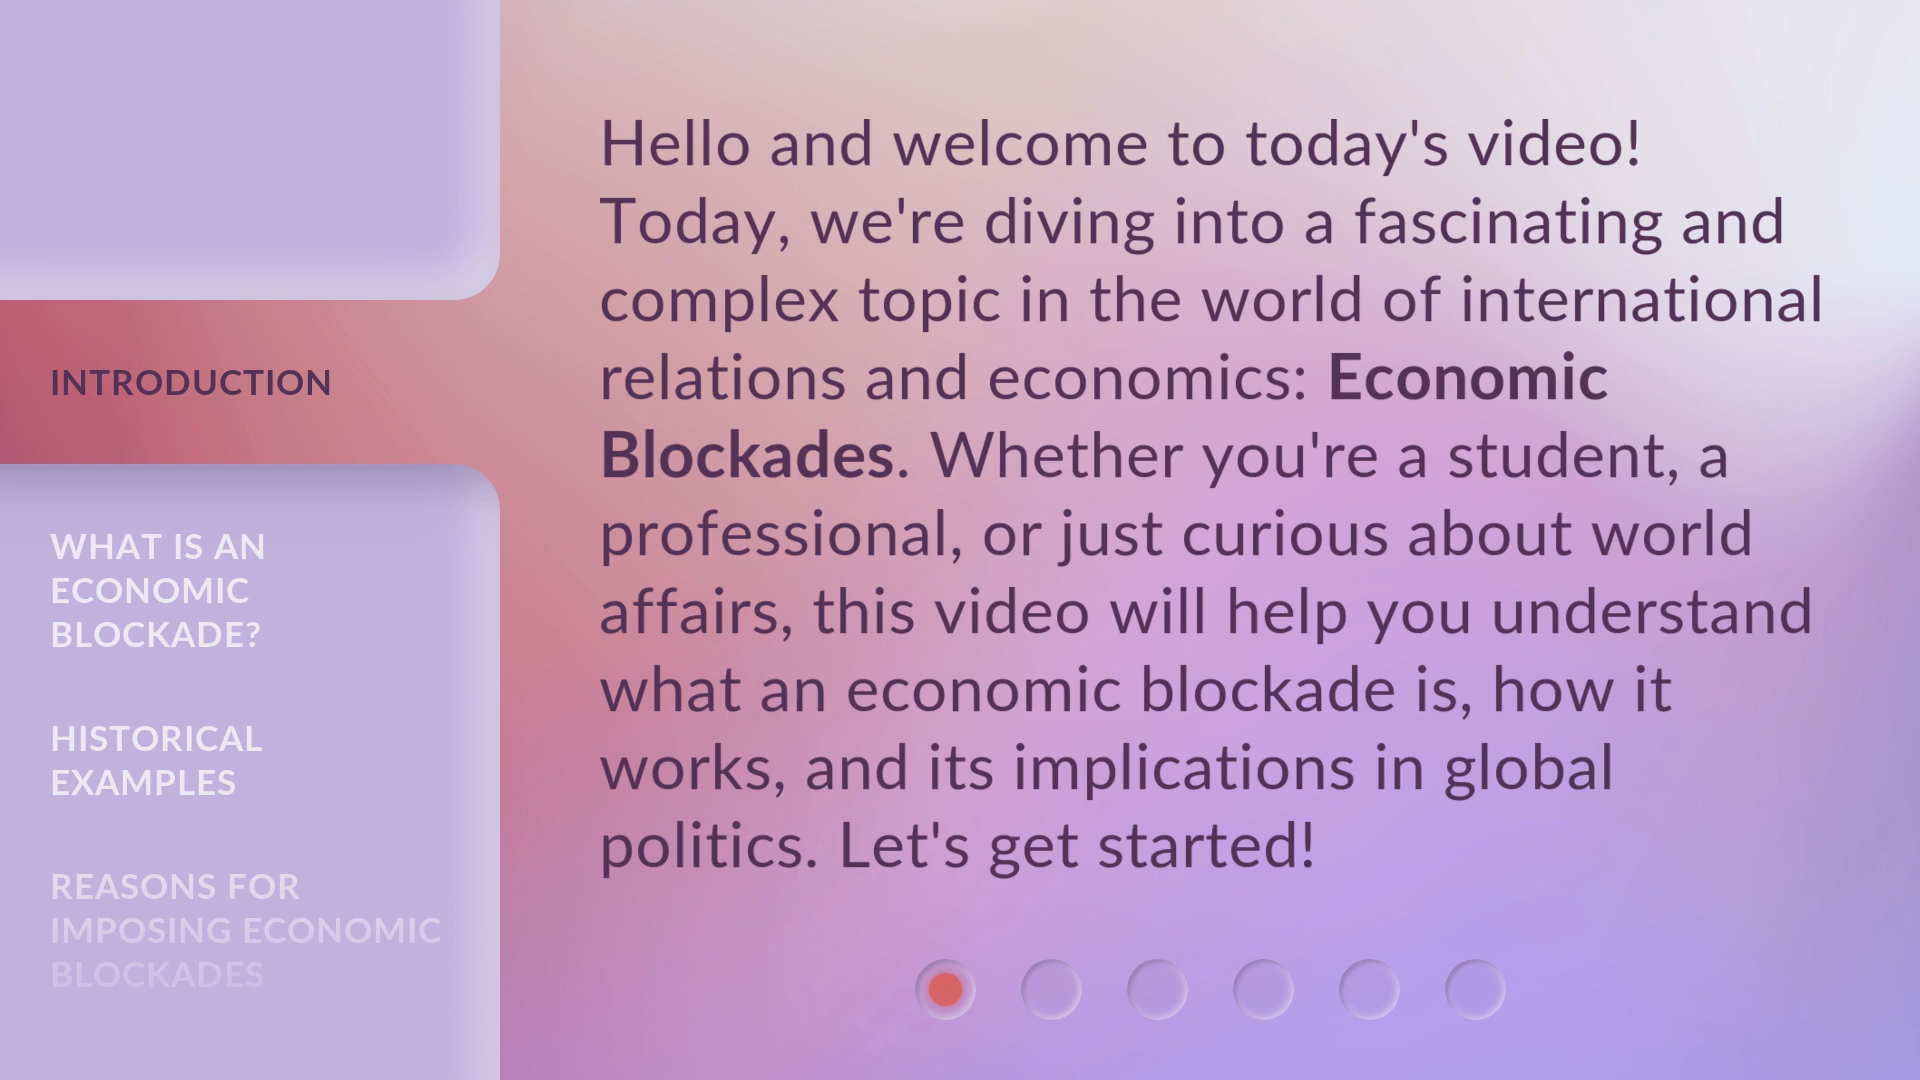 INTRODUCTION
WHAT IS AN
ECONOMIC
BLOCKADE?
HISTORICAL
EXAMPLES
REASONS FOR
IMPOSING ECONOMIC
BLOCKADES
Hello and welcome to today's video!
Today, we're diving into a fascinating and
complex topic in the world of international
relations and economics: Economic
Blockades. Whether you're a student, a
professional, or just curious about world
affairs, this video will help you understand
what an economic blockade is, how it
works, and its implications in global
politics. Let's get started!